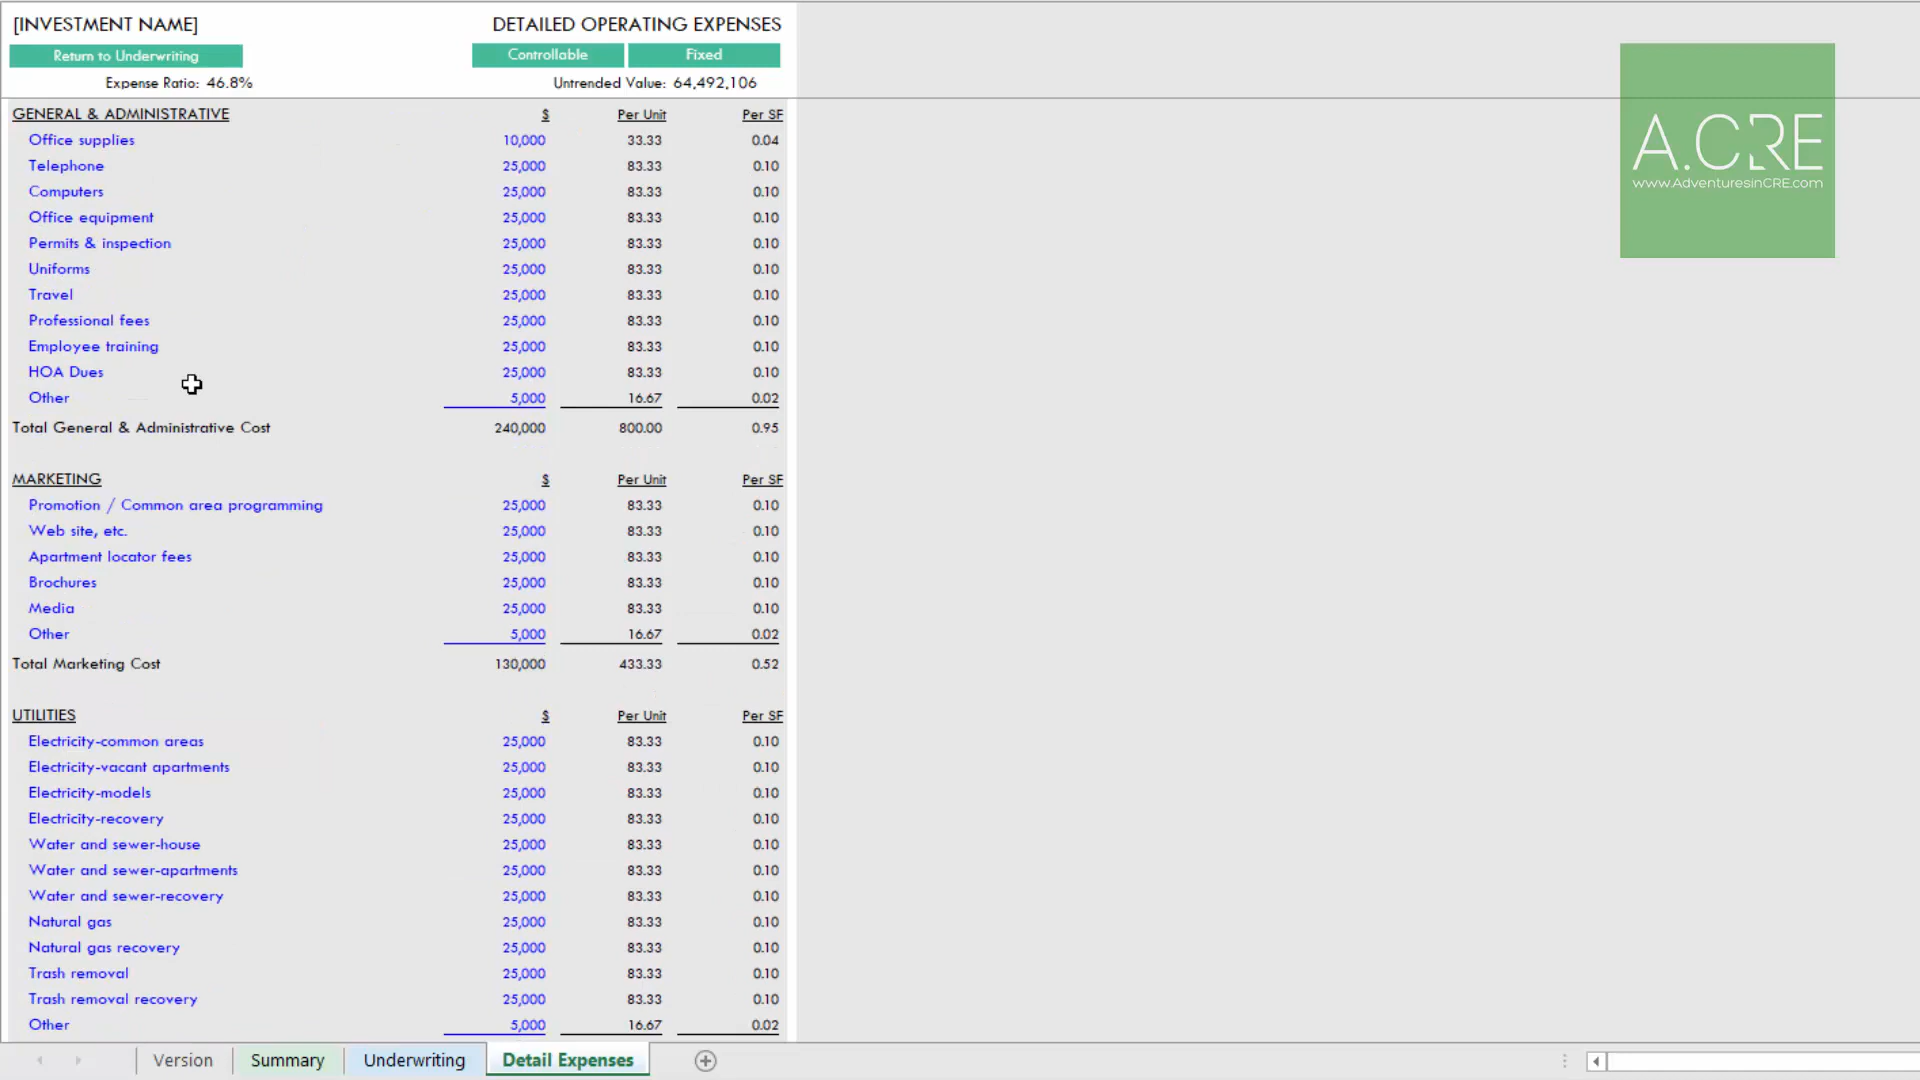 [INVESTMENT NAME] DETAILED OPERATING EXPENSES
Return to Underwriting Controllable Fixed
Expense Ratio: 46.8% Untrended Value: 64,492,106
A.CRE
www.AdventuresinCRE.com
GENERAL & ADMINISTRATIVE $ Per Unit Per SF
Office supplies 10,000 33.33 0.04
Telephone 25,000 83.33 0.10
Computers 25,000 83.33 0.10
Office equipment 25,000 83.33 0.10
Permits & inspection 25,000 83.33 0.10
Uniforms 25,000 83.33 0.10
Travel 25,000 83.33 0.10
Professional fees 25,000 83.33 0.10
Employee training 25,000 83.33 0.10
HOA Dues 25,000 83.33 0.10
Other 5,000 16.67 0.02
Total General & Administrative Cost 240,000 800.00 0.95
MARKETING $ Per Unit Per SF
Promotion / Common area programming 25,000 83.33 0.10
Web site, etc. 25,000 83.33 0.10
Apartment locator fees 25,000 83.33 0.10
Brochures 25,000 83.33 0.10
Media 25,000 83.33 0.10
Other 5,000 16.67 0.02
Total Marketing Cost 130,000 433.33 0.52
UTILITIES $ Per Unit Per SF
Electricity-common areas 25,000 83.33 0.10
Electricity-vacant apartments 25,000 83.33 0.10
Electricity-models 25,000 83.33 0.10
Electricity-recovery 25,000 83.33 0.10
Water and sewer-house 25,000 83.33 0.10
Water and sewer-apartments 25,000 83.33 0.10
Water and sewer-recovery 25,000 83.33 0.10
Natural gas 25,000 83.33 0.10
Natural gas recovery 25,000 83.33 0.10
Trash removal 25,000 83.33 0.10
Trash removal recovery 25,000 83.33 0.10
Other 5,000 16.67 0.02
Version Summary Underwriting Detail Expenses